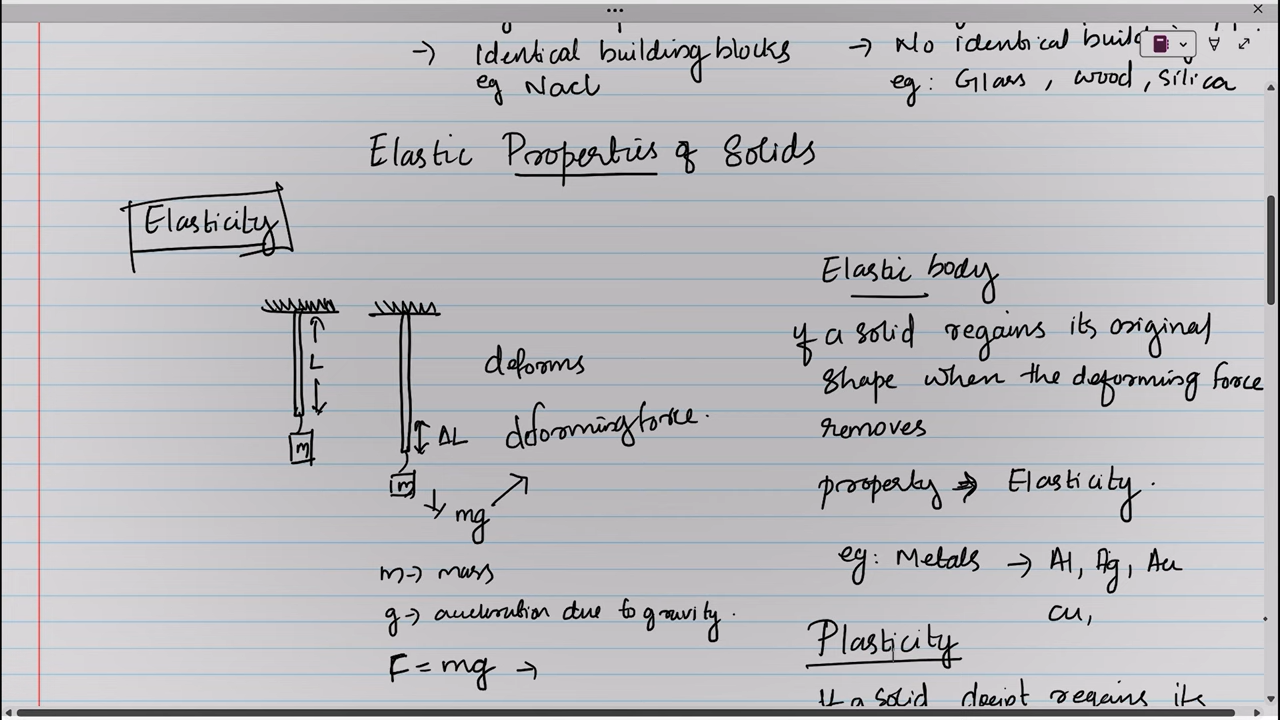 → Identical building blocks
eg Nacl
→ No identical build
eg: Glass, wood, silica
Elastic Properties of Solids
Elasticity
L
m
ΔL
m
mg
deforms
deforming force.
m → mass
g → acceleration due to gravity.
F = mg →
Elastic body
If a solid regains its original
shape when the deforming force
removes
property → Elasticity.
eg: Metals → Al, Ag, Au
Cu,
Plasticity
If a solid
regains its